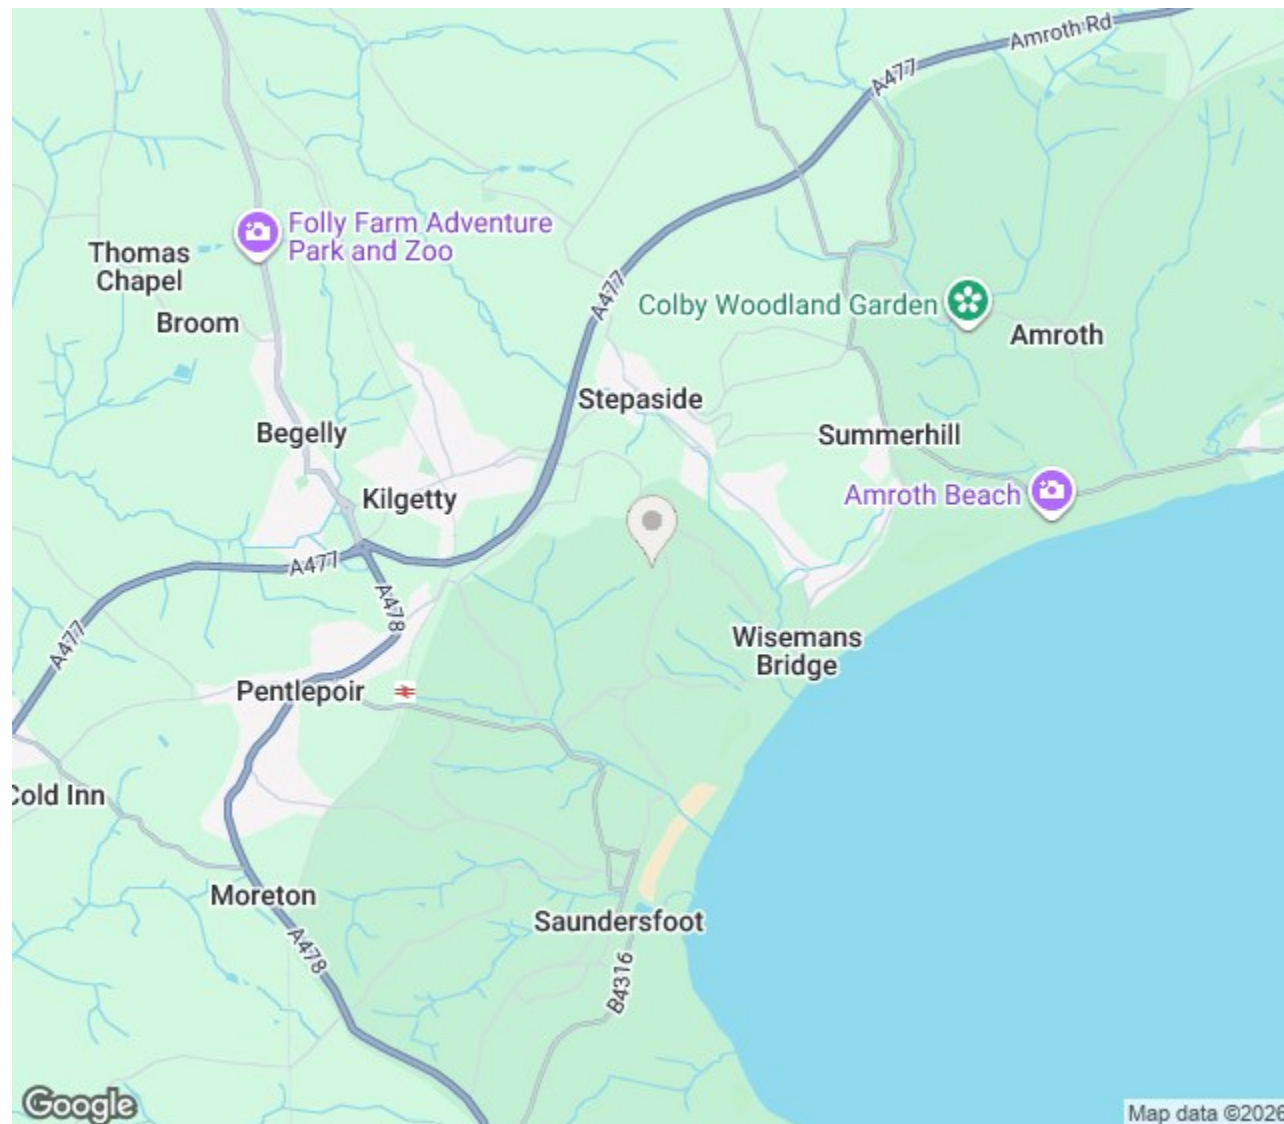 Amroth Rd
A477
Folly Farm Adventure
Park and Zoo
Thomas
Chapel
A477
Colby Woodland Garden
Broom
Amroth
Stepaside
Begelly
Summerhill
Kilgetty
Amroth Beach
A477
A478
A477
Wisemans
Bridge
Pentlepoir
Cold Inn
Moreton
Saundersfoot
A478
B4316
Google
Map data ©2026